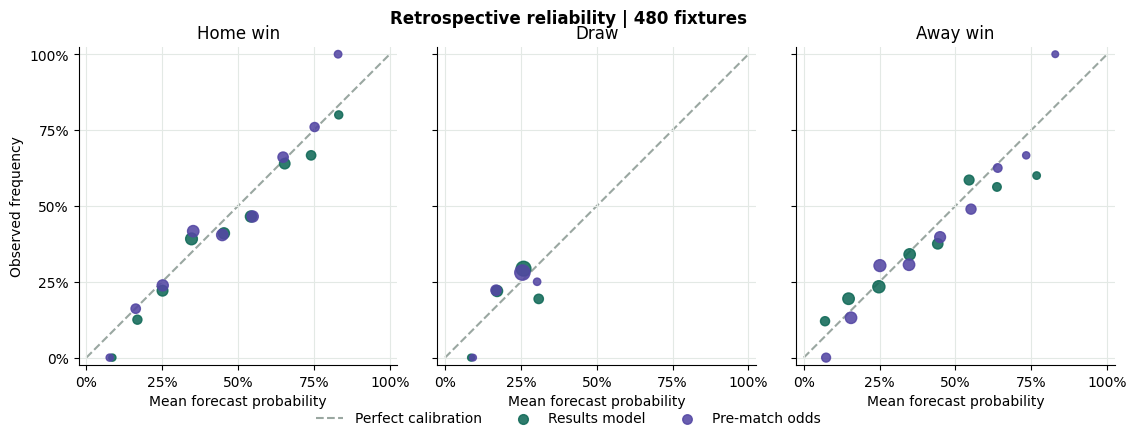 Retrospective reliability | 480 fixtures
Home win
Draw
Away win
100%
75%
50%
25%
0%
Observed frequency
0% 25% 50% 75% 100%
0% 25% 50% 75% 100%
0% 25% 50% 75% 100%
Mean forecast probability
Mean forecast probability
Mean forecast probability
Perfect calibration
Results model
Pre-match odds